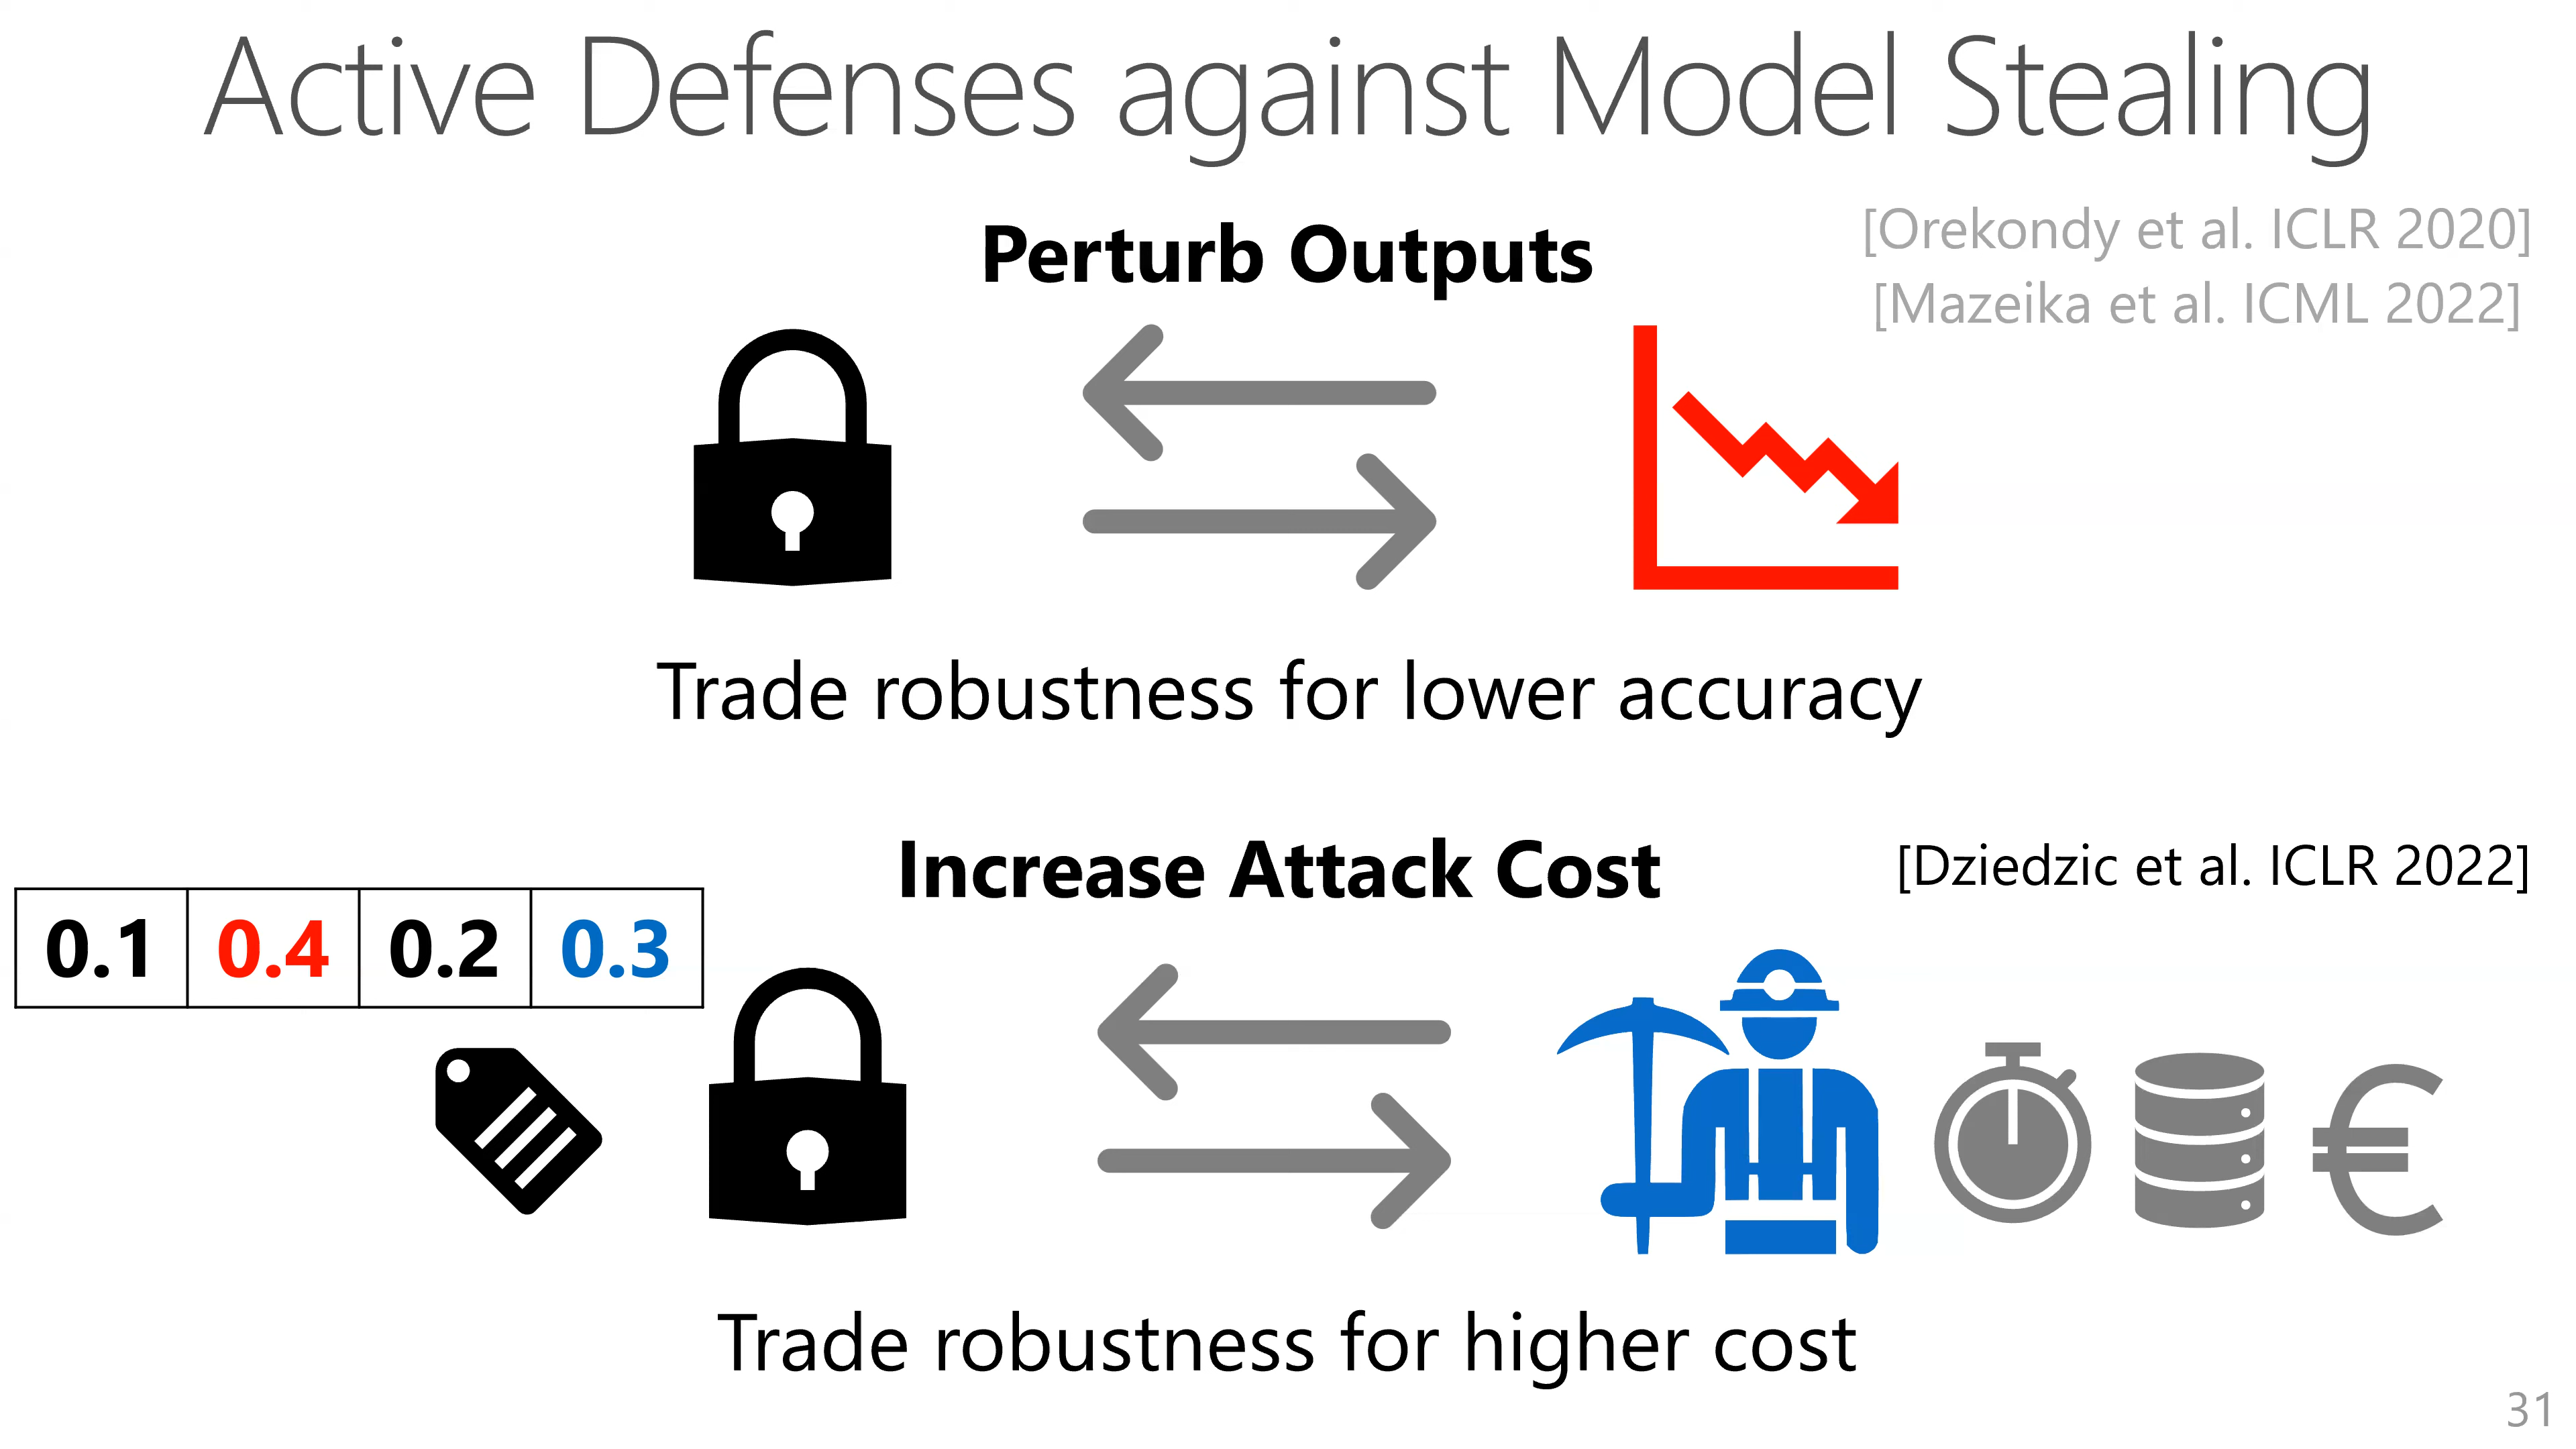 Active Defenses against Model Stealing
Perturb Outputs
[Orekondy et al. ICLR 2020]
[Mazeika et al. ICML 2022]
Trade robustness for lower accuracy
Increase Attack Cost
[Dziedzic et al. ICLR 2022]
0.1 0.4 0.2 0.3
€
Trade robustness for higher cost
31